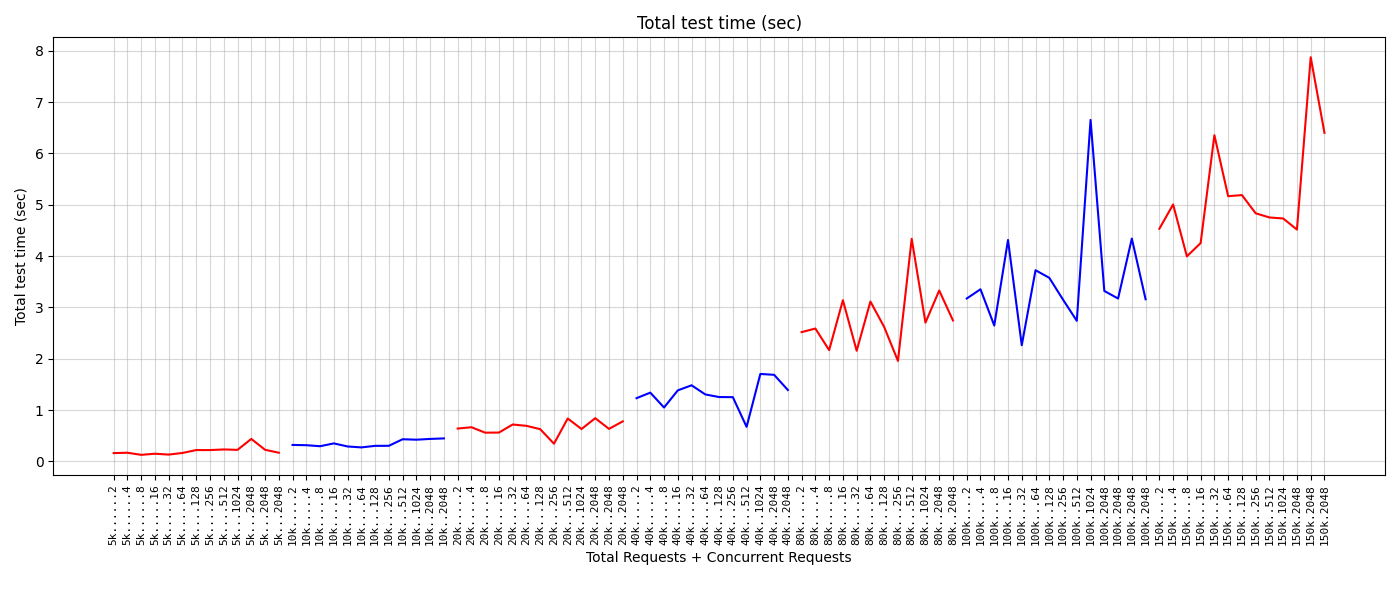 Total test time (sec)
8
7
6
5
4
3
2
1
0
Total test time (sec)
5k......2
5k......4
5k......8
5k.....16
5k.....32
5k.....64
5k....128
5k....256
5k....512
5k...1024
5k...2048
5k...2048
5k...2048
10k.....2
10k.....4
10k.....8
10k....16
10k....32
10k....64
10k...128
10k...256
10k...512
10k..1024
10k..2048
10k..2048
20k.....2
20k.....4
20k.....8
20k....16
20k....32
20k....64
20k...128
20k...256
20k...512
20k..1024
20k..2048
20k..2048
20k..2048
40k.....2
40k.....4
40k.....8
40k....16
40k....32
40k....64
40k...128
40k...256
40k...512
40k..1024
40k..2048
40k..2048
80k.....2
80k.....4
80k.....8
80k....16
80k....32
80k....64
80k...128
80k...256
80k...512
80k..1024
80k..2048
80k..2048
100k....2
100k....4
100k....8
100k...16
100k...32
100k...64
100k..128
100k..256
100k..512
100k.1024
100k.2048
100k.2048
100k.2048
100k.2048
150k....2
150k....4
150k....8
150k...16
150k...32
150k...64
150k..128
150k..256
150k..512
150k.1024
150k.2048
150k.2048
150k.2048
Total Requests + Concurrent Requests